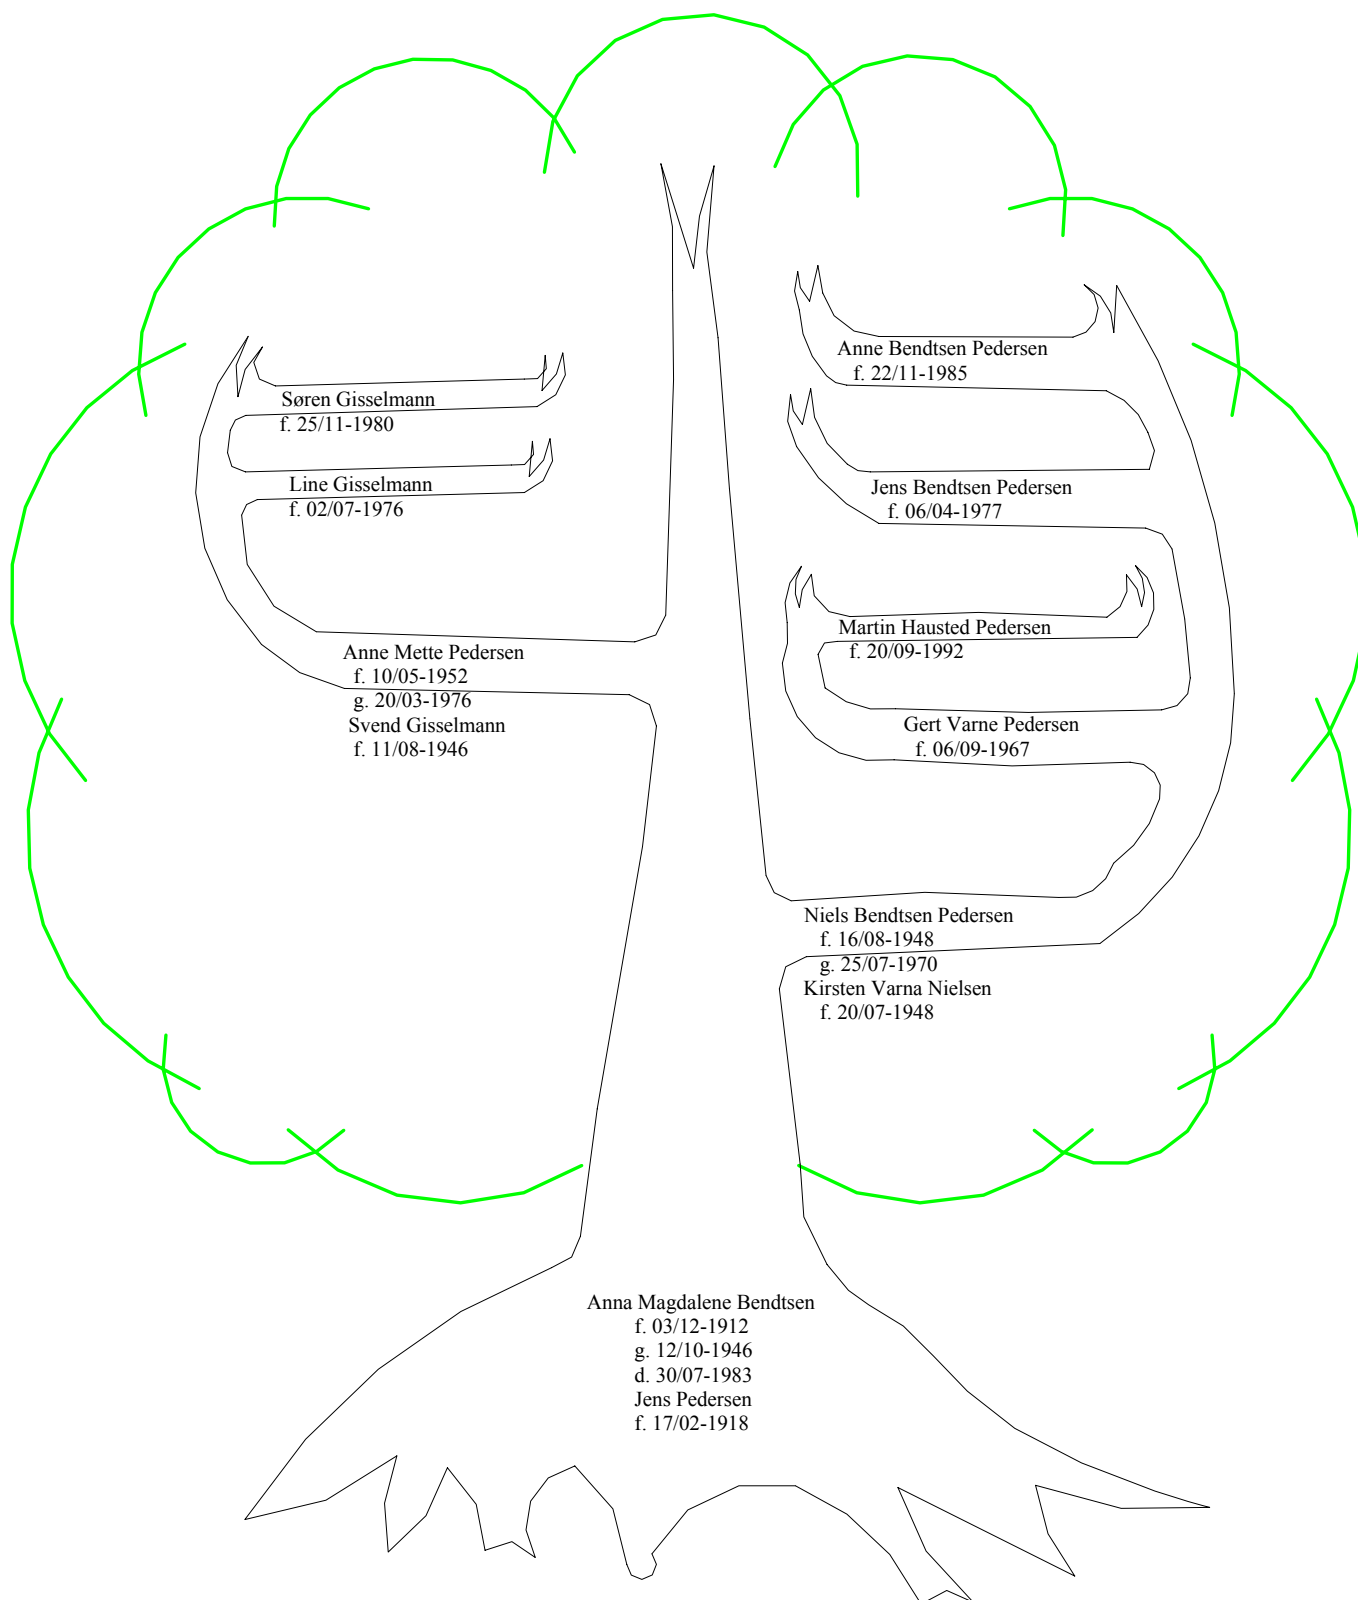 Anne Bendtsen Pedersen
f. 22/11-1985
Søren Gisselmann
f. 25/11-1980
Line Gisselmann
f. 02/07-1976
Jens Bendtsen Pedersen
f. 06/04-1977
Martin Hausted Pedersen
f. 20/09-1992
Anne Mette Pedersen
f. 10/05-1952
g. 20/03-1976
Svend Gisselmann
f. 11/08-1946
Gert Varne Pedersen
f. 06/09-1967
Niels Bendtsen Pedersen
f. 16/08-1948
g. 25/07-1970
Kirsten Varna Nielsen
f. 20/07-1948
Anna Magdalene Bendtsen
f. 03/12-1912
g. 12/10-1946
d. 30/07-1983
Jens Pedersen
f. 17/02-1918